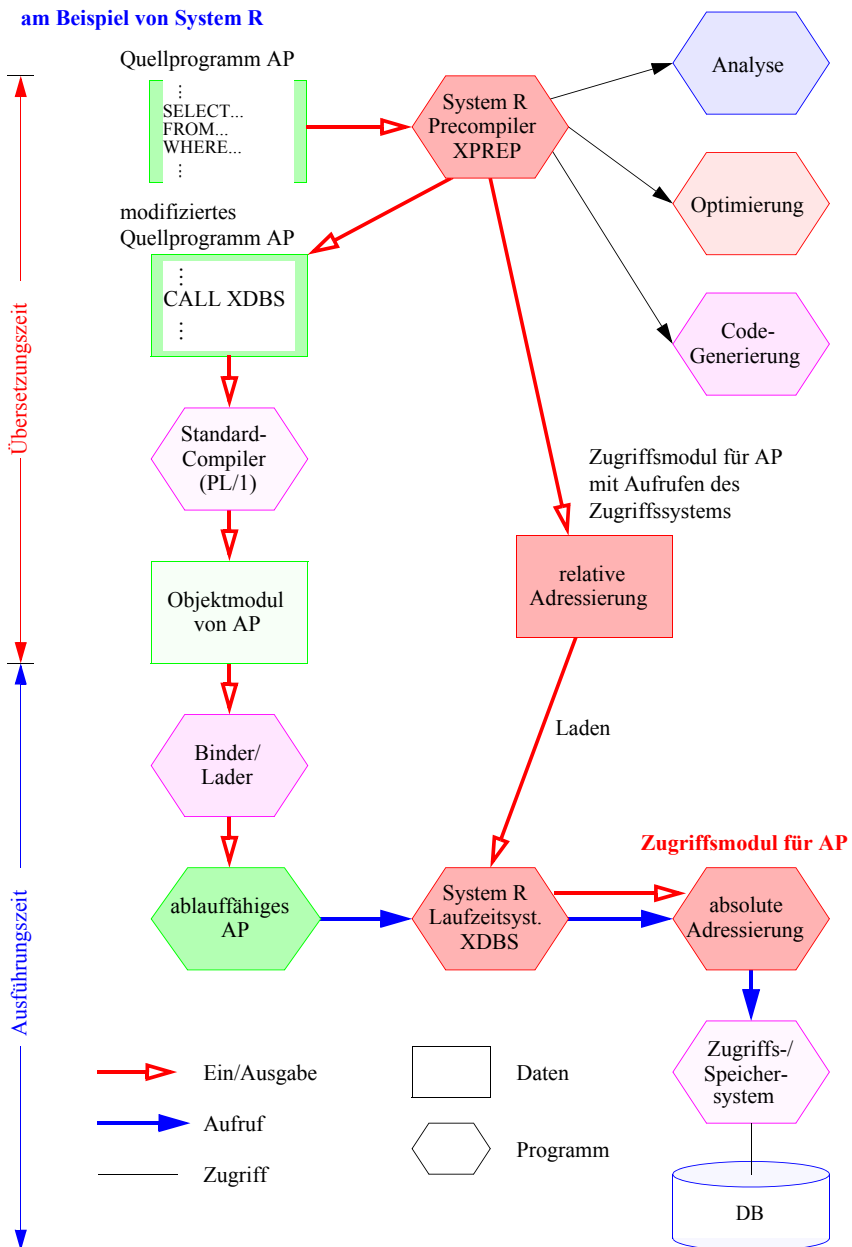 am Beispiel von System R
Quellprogramm AP
⋮
SELECT...
FROM...
WHERE...
⋮
System R
Precompiler
XPREP
Analyse
Optimierung
Code-
Generierung
modifiziertes
Quellprogramm AP
⋮
CALL XDBS
⋮
Übersetzungszeit
Standard-
Compiler
(PL/1)
Zugriffsmodul für AP
mit Aufrufen des
Zugriffssystems
Objektmodul
von AP
relative
Adressierung
Binder/
Lader
Laden
Ausführungszeit
Zugriffsmodul für AP
ablauffähiges
AP
System R
Laufzeitsyst.
XDBS
absolute
Adressierung
Zugriffs-/
Speicher-
system
DB
Ein/Ausgabe
Aufruf
Zugriff
Daten
Programm